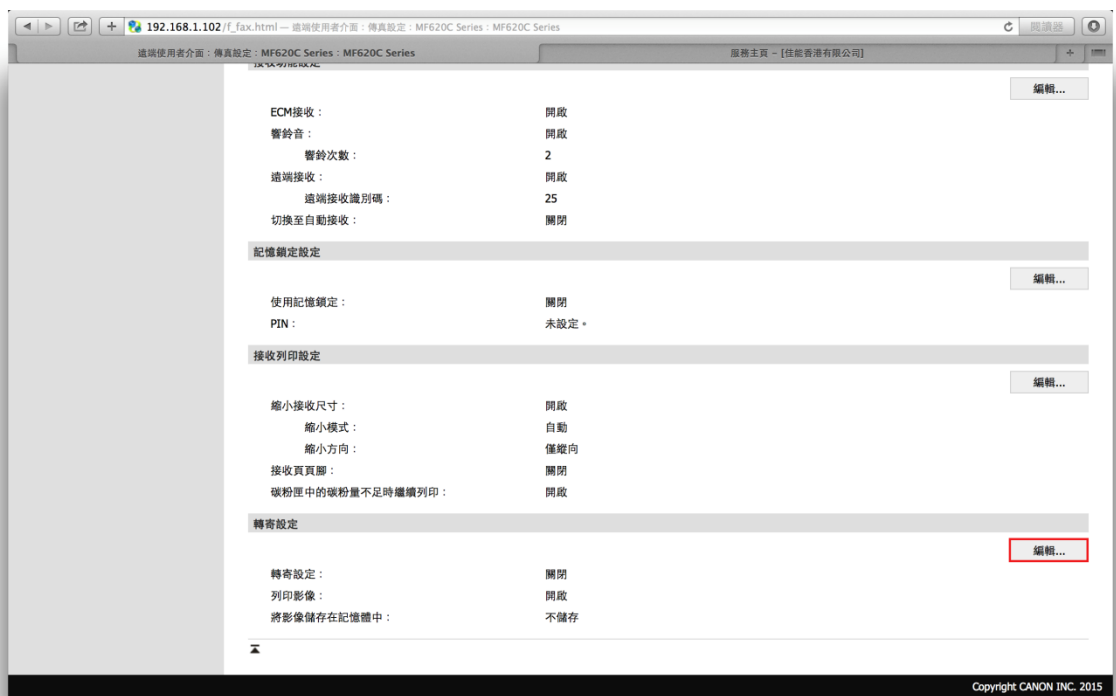 192.168.1.102/f_fax.html — 遠端使用者介面:傳真設定:MF620C Series:MF620C Series
閱讀器
遠端使用者介面:傳真設定:MF620C Series:MF620C Series
服務主頁 – [佳能香港有限公司]
接收功能設定
編輯...
ECM接收: 開啟
響鈴音: 開啟
響鈴次數: 2
遠端接收: 開啟
遠端接收識別碼: 25
切換至自動接收: 關閉
記憶鎖定設定
編輯...
使用記憶鎖定: 關閉
PIN: 未設定。
接收列印設定
編輯...
縮小接收尺寸: 開啟
縮小模式: 自動
縮小方向: 僅縱向
接收頁頁腳: 關閉
碳粉匣中的碳粉量不足時繼續列印: 開啟
轉寄設定
編輯...
轉寄設定: 關閉
列印影像: 開啟
將影像儲存在記憶體中: 不儲存
Copyright CANON INC. 2015